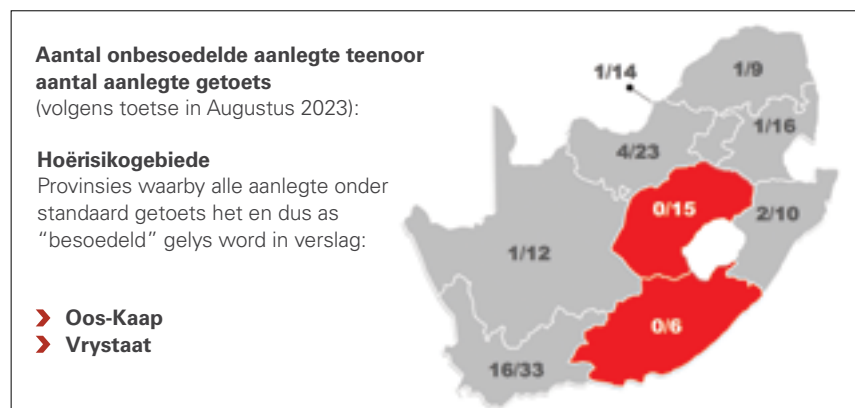 Aantal onbesoedelde aanlegte teenoor
aantal aanlegte getoets
(volgens toetse in Augustus 2023):
Hoërisikogebiede
Provinsies waarby alle aanlegte onder
standaard getoets het en dus as
“besoedeld” gelys word in verslag:
Oos-Kaap
Vrystaat
1/14
1/9
1/16
4/23
0/15
2/10
1/12
0/6
16/33